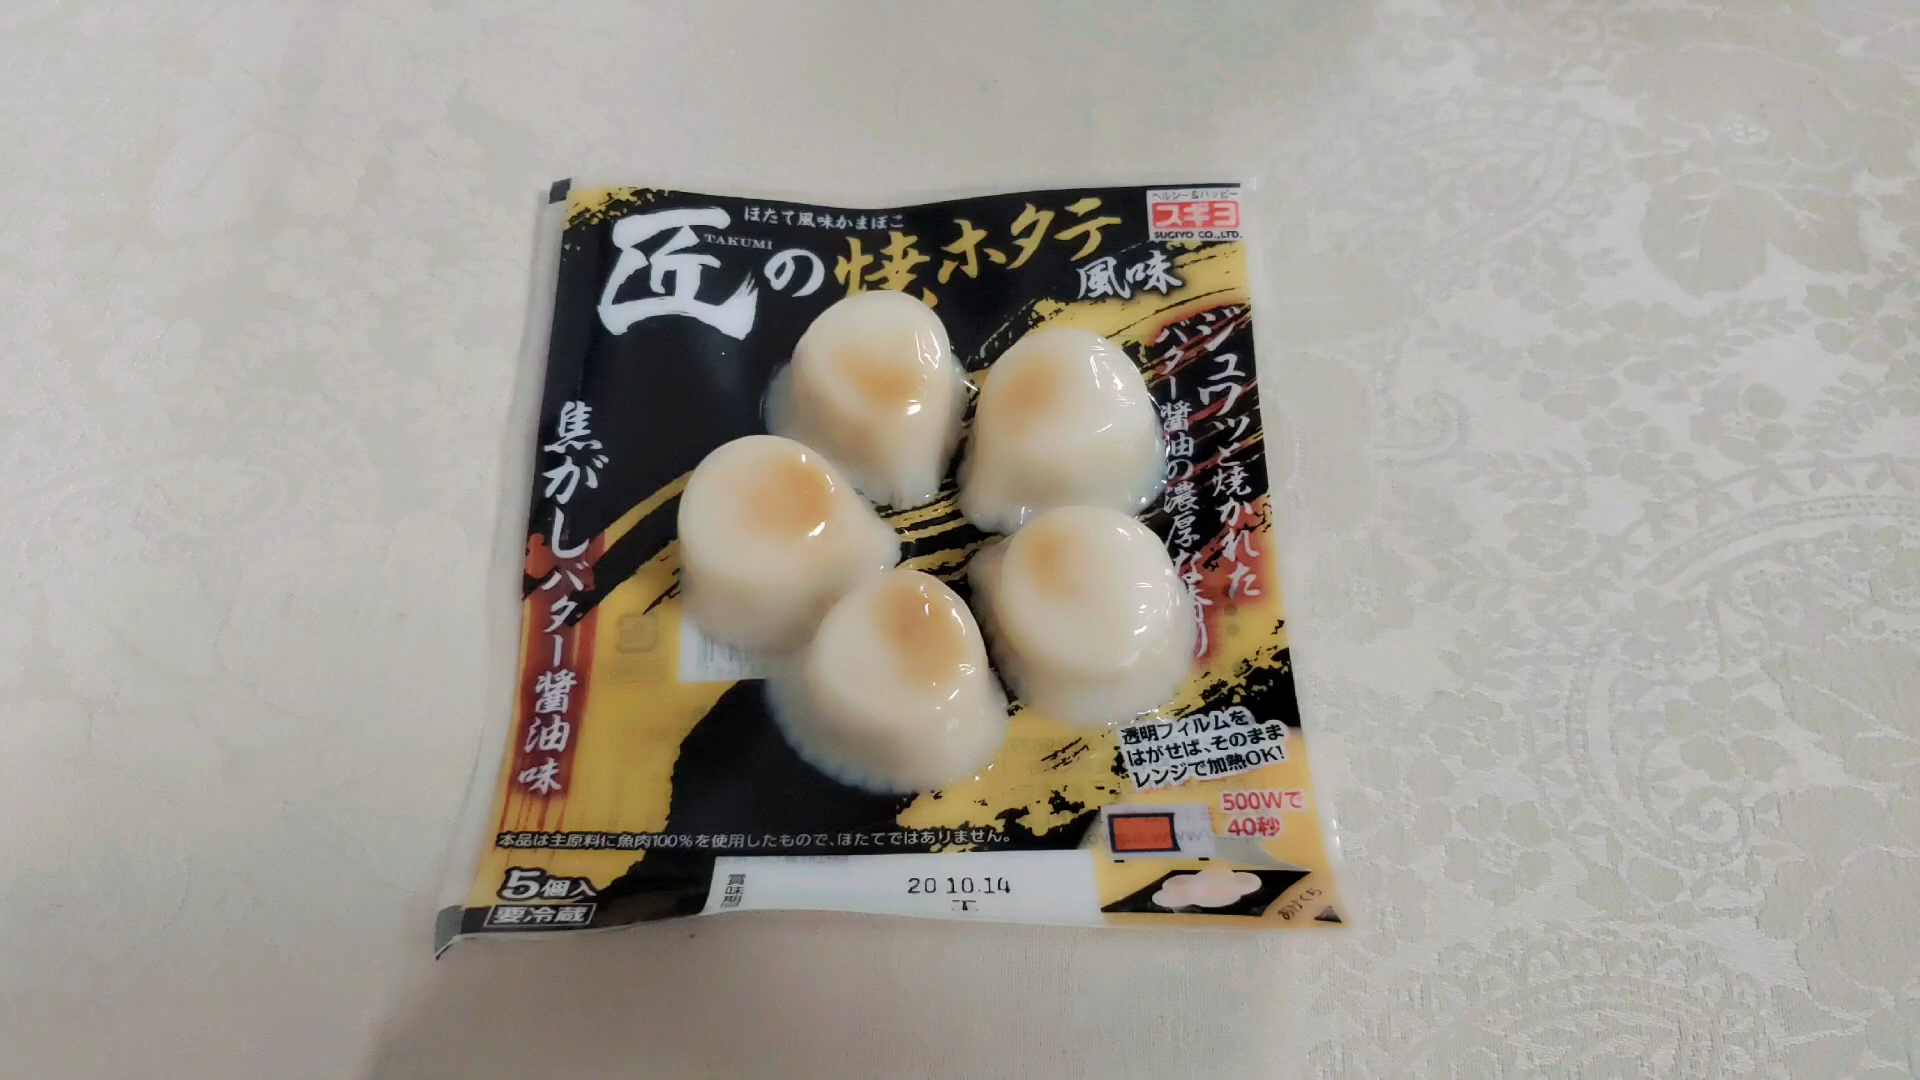 ほたて風味かまぼこ
匠の焼ホタテ
TAKUMI
風味
ヘルシー&ハッピー
スギヨ
SUGIYO CO.,LTD.
ジュワッと焼かれた
バター醤油の濃厚な香り
焦がしバター醤油味
透明フィルムを
はがせば、そのまま
レンジで加熱OK!
500Wで
40秒
本品は主原料に魚肉100%を使用したもので、ほたてではありません。
5個入
要冷蔵
賞味期
20 10.14
あけくち